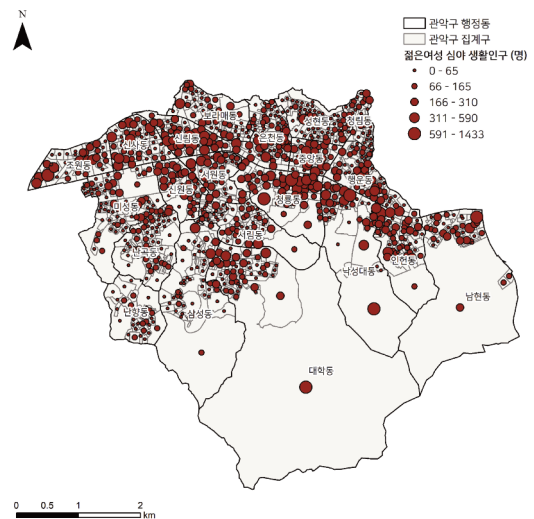 N
관악구 행정동
관악구 집계구
젊은여성 심야 생활인구 (명)
0 - 65
66 - 165
166 - 310
311 - 590
591 - 1433
보라매동
성현동
청림동
신사동
신림동
은천동
조원동
서원동
중앙동
행운동
신원동
청룡동
미성동
서림동
난곡동
인헌동
낙성대동
난향동
삼성동
남현동
대학동
0 0.5 1 2
km